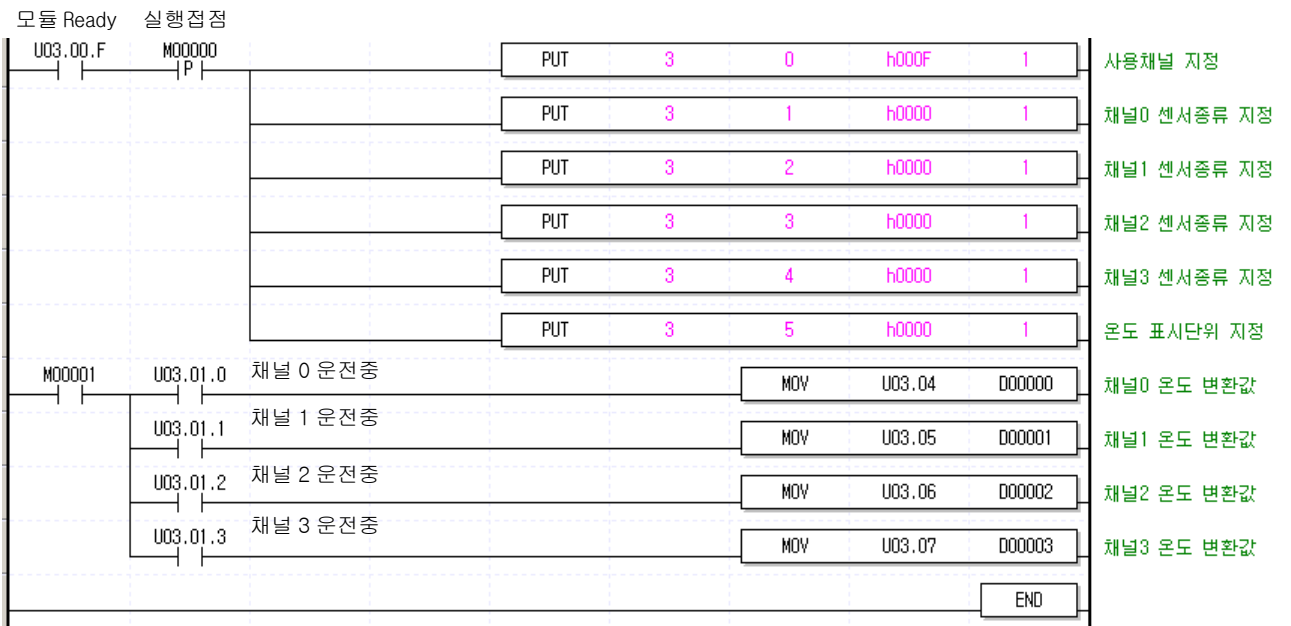 모듈 Ready 실행접점
U03.00.F M00000
P
PUT 3 0 h000F 1 사용채널 지정
PUT 3 1 h0000 1 채널0 센서종류 지정
PUT 3 2 h0000 1 채널1 센서종류 지정
PUT 3 3 h0000 1 채널2 센서종류 지정
PUT 3 4 h0000 1 채널3 센서종류 지정
PUT 3 5 h0000 1 온도 표시단위 지정
M00001 U03.01.0 채널 0 운전중
MOV U03.04 D00000 채널0 온도 변환값
U03.01.1 채널 1 운전중
MOV U03.05 D00001 채널1 온도 변환값
U03.01.2 채널 2 운전중
MOV U03.06 D00002 채널2 온도 변환값
U03.01.3 채널 3 운전중
MOV U03.07 D00003 채널3 온도 변환값
END